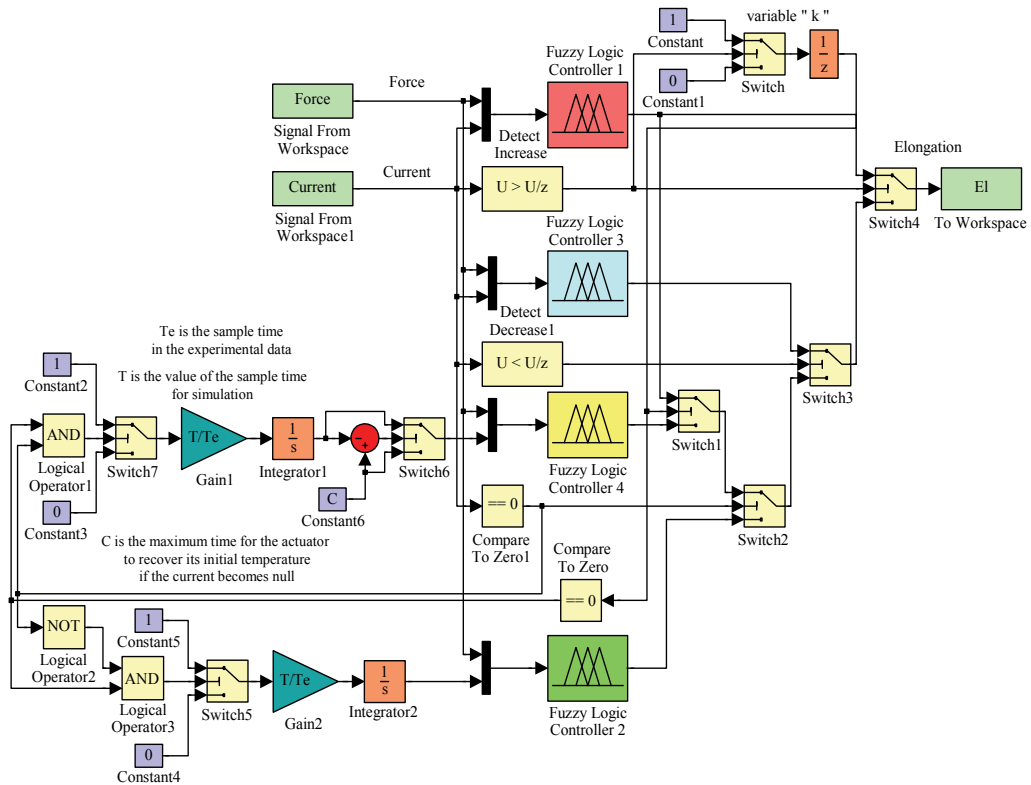 variable " k "
1
Constant
0
Constant1
Switch
1
z
Force
Signal From
Workspace
Force
Current
Signal From
Workspace1
Current
Fuzzy Logic
Controller 1
Detect
Increase
U > U/z
Elongation
Switch4
El
To Workspace
Fuzzy Logic
Controller 3
Detect
Decrease1
U < U/z
Switch3
Te is the sample time
in the experimental data
T is the value of the sample time
for simulation
1
Constant2
AND
Logical
Operator1
0
Constant3
Switch7
T/Te
Gain1
1
s
Integrator1
-
+
C
Constant6
Switch6
Fuzzy Logic
Controller 4
Switch1
== 0
Compare
To Zero1
Switch2
C is the maximum time for the actuator
to recover its initial temperature
if the current becomes null
Compare
To Zero
== 0
NOT
Logical
Operator2
1
Constant5
AND
Logical
Operator3
0
Constant4
Switch5
T/Te
Gain2
1
s
Integrator2
Fuzzy Logic
Controller 2